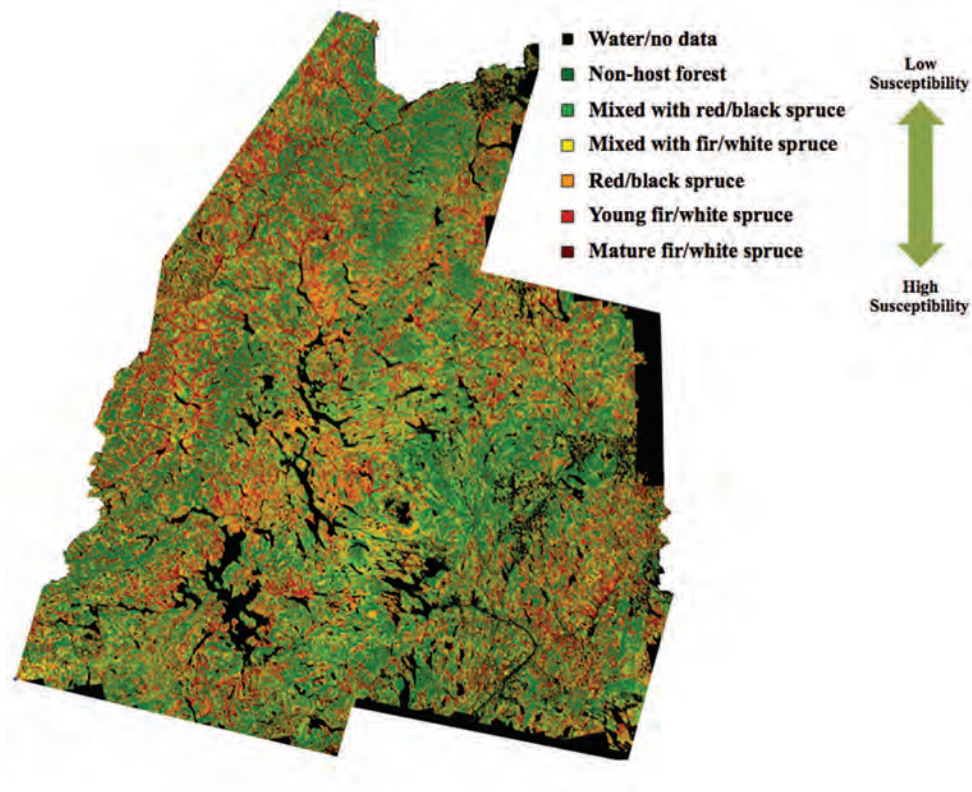 Water/no data
Non-host forest
Mixed with red/black spruce
Mixed with fir/white spruce
Red/black spruce
Young fir/white spruce
Mature fir/white spruce
Low
Susceptibility
High
Susceptibility